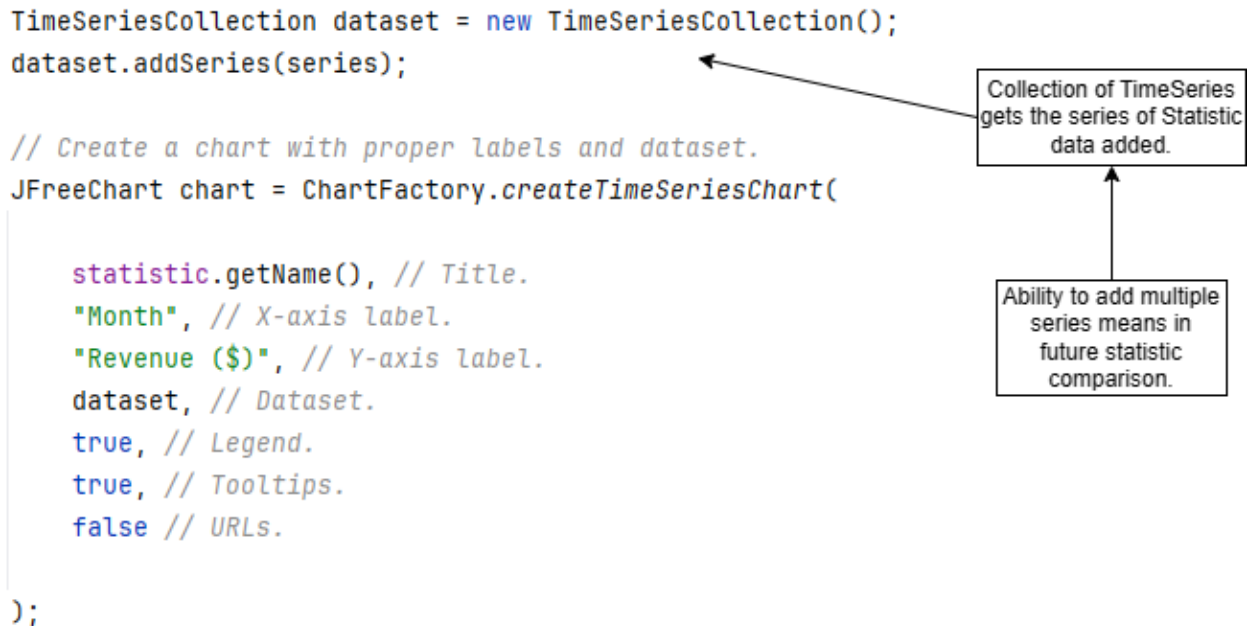 TimeSeriesCollection dataset = new TimeSeriesCollection();
dataset.addSeries(series);
// Create a chart with proper labels and dataset.
JFreeChart chart = ChartFactory.createTimeSeriesChart(
statistic.getName(), // Title.
"Month", // X-axis label.
"Revenue ($)", // Y-axis label.
dataset, // Dataset.
true, // Legend.
true, // Tooltips.
false // URLs.
);
Collection of TimeSeries
gets the series of Statistic
data added.
Ability to add multiple
series means in
future statistic
comparison.